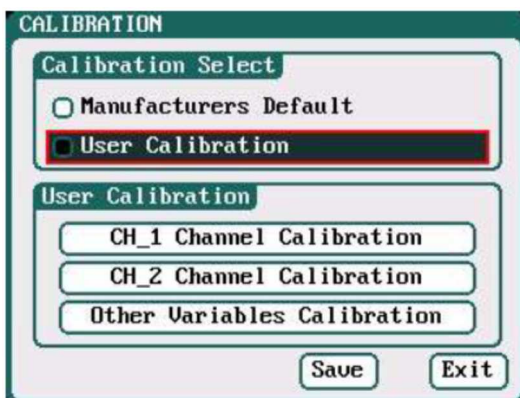 CALIBRATION
Calibration Select
Manufacturers Default
User Calibration
User Calibration
CH_1 Channel Calibration
CH_2 Channel Calibration
Other Variables Calibration
Save Exit